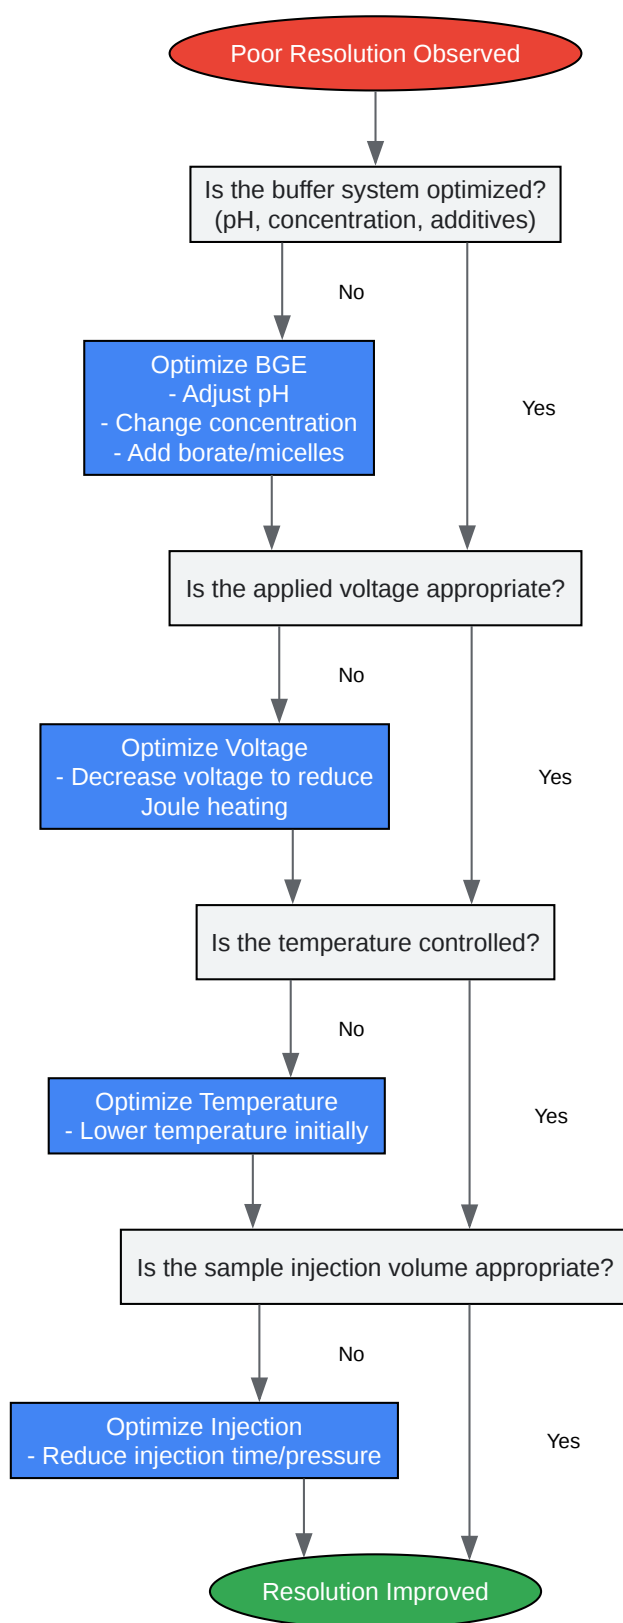 Poor Resolution Observed
Is the buffer system optimized?
(pH, concentration, additives)
No
Optimize BGE
- Adjust pH
- Change concentration
- Add borate/micelles
Yes
Is the applied voltage appropriate?
No
Optimize Voltage
- Decrease voltage to reduce
Joule heating
Yes
Is the temperature controlled?
No
Optimize Temperature
- Lower temperature initially
Yes
Is the sample injection volume appropriate?
No
Optimize Injection
- Reduce injection time/pressure
Yes
Resolution Improved